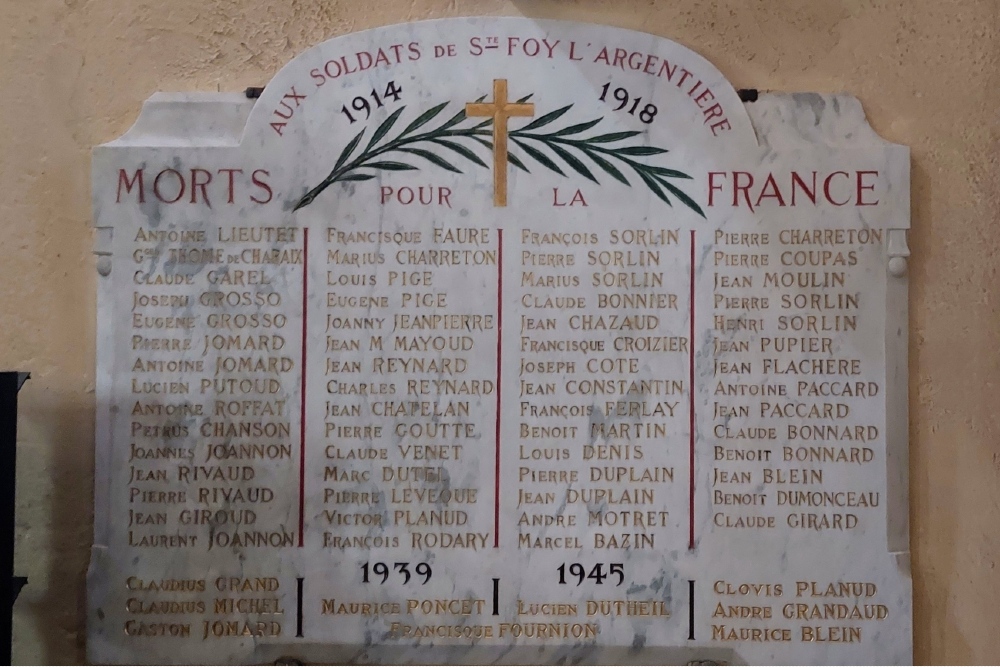 AUX SOLDATS DE STE FOY L'ARGENTIÈRE
1914 1918
MORTS POUR LA FRANCE
ANTOINE LIEUTET
THOMÉ DE CHARAIX
CLAUDE GAREL
JOSEPH GROSSO
EUGENE GROSSO
PIERRE JOMARD
ANTOINE JOMARD
LUCIEN PUTOUD
ANTOINE ROFFAT
PETRUS CHANSON
JOANNES JOANNON
JEAN RIVAUD
PIERRE RIVAUD
JEAN GIROUD
LAURENT JOANNON
FRANCISQUE FAURE
MARIUS CHARRETON
LOUIS PIGE
EUGENE PIGE
JOANNY JEANPIERRE
JEAN M MAYOUD
JEAN REYNARD
CHARLES REYNARD
JEAN CHATELAN
PIERRE GOUTTE
CLAUDE VENET
MARC DUTEL
PIERRE LEVEQUE
VICTOR PLANUD
FRANÇOIS RODARY
FRANÇOIS SORLIN
PIERRE SORLIN
MARIUS SORLIN
CLAUDE BONNIER
JEAN CHAZAUD
FRANCISQUE CROIZIER
JOSEPH COTE
JEAN CONSTANTIN
FRANÇOIS FERLAY
BENOIT MARTIN
LOUIS DENIS
PIERRE DUPLAIN
JEAN DUPLAIN
ANDRE MOTRET
MARCEL BAZIN
PIERRE CHARRETON
PIERRE COUPAS
JEAN MOULIN
PIERRE SORLIN
HENRI SORLIN
JEAN PUPIER
JEAN FLACHERE
ANTOINE PACCARD
JEAN PACCARD
CLAUDE BONNARD
BENOIT BONNARD
JEAN BLEIN
BENOIT DUMONCEAU
CLAUDE GIRARD
1939 1945
CLAUDIUS GRAND
CLAUDIUS MICHEL
GASTON JOMARD
MAURICE PONCET
LUCIEN DUTHEIL
FRANCISQUE FOURNION
CLOVIS PLANUD
ANDRE GRANDAUD
MAURICE BLEIN